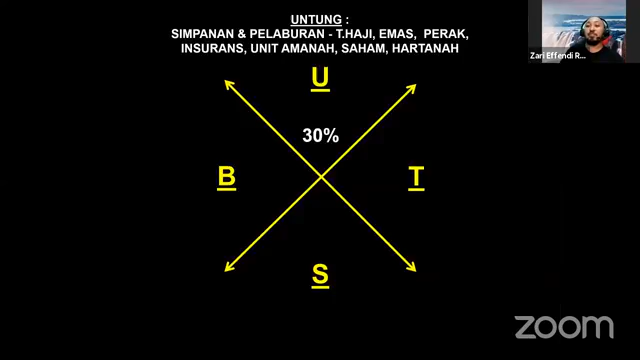 UNTUNG :
SIMPANAN & PELABURAN - T.HAJI, EMAS, PERAK,
INSURANS, UNIT AMANAH, SAHAM, HARTANAH
U
30%
B
T
S
Zari Effendi R...
zoom